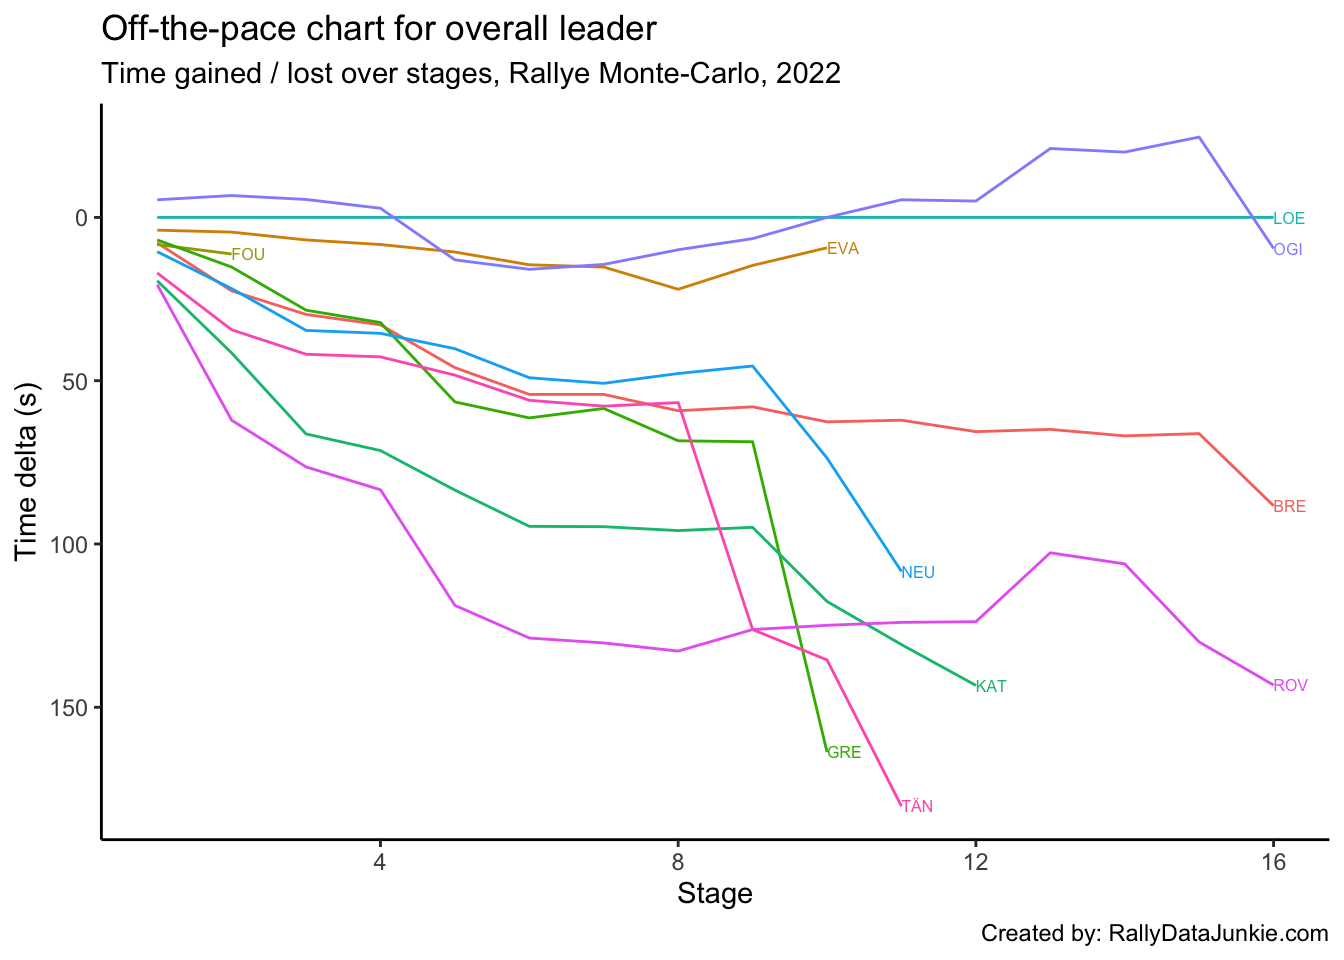 Off-the-pace chart for overall leader
Time gained / lost over stages, Rallye Monte-Carlo, 2022
Time delta (s)
0
50
100
150
LOE
OGI
EVA
FOU
BRE
NEU
KAT
ROV
GRE
TÄN
4
8
12
16
Stage
Created by: RallyDataJunkie.com